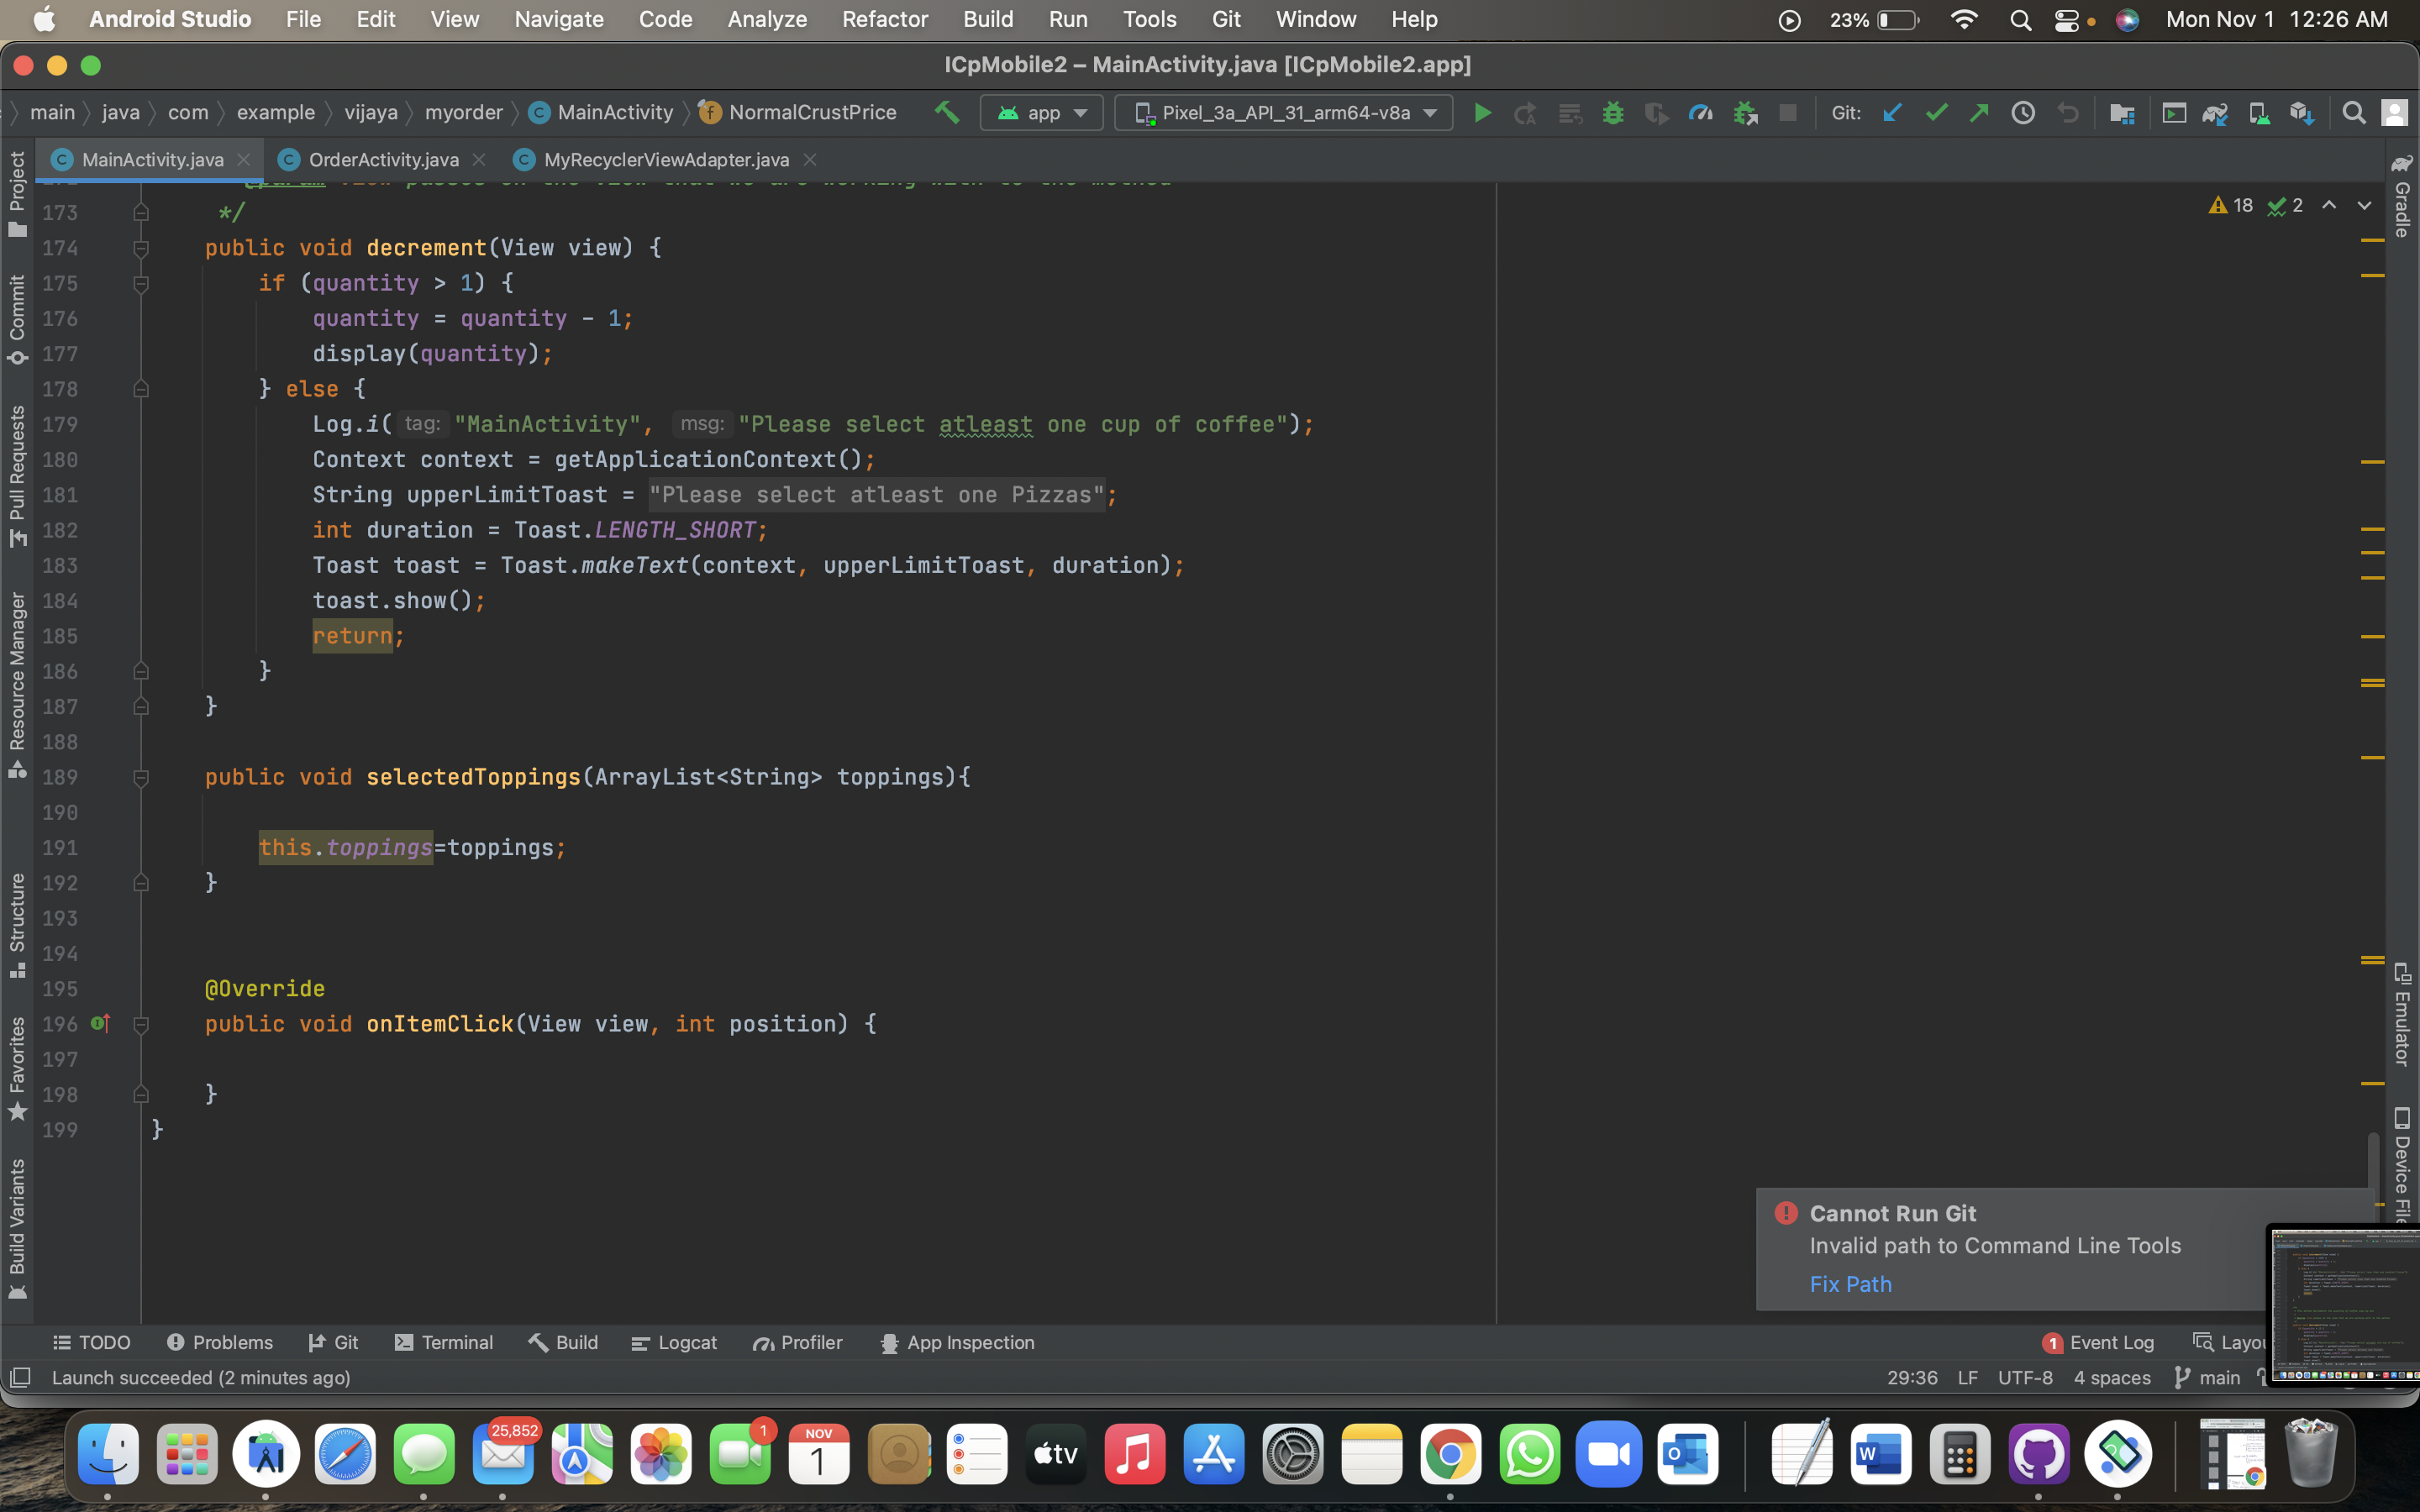 Android Studio File Edit View Navigate Code Analyze Refactor Build Run Tools Git Window Help 23% Mon Nov 1 12:26 AM
ICpMobile2 – MainActivity.java [ICpMobile2.app]
main java com example vijaya myorder MainActivity NormalCrustPrice app Pixel_3a_API_31_arm64-v8a Git:
MainActivity.java OrderActivity.java MyRecyclerViewAdapter.java
18 2
173 */
174 public void decrement(View view) {
175 if (quantity > 1) {
176 quantity = quantity - 1;
177 display(quantity);
178 } else {
179 Log.i( tag: "MainActivity", msg: "Please select atleast one cup of coffee");
180 Context context = getApplicationContext();
181 String upperLimitToast = "Please select atleast one Pizzas";
182 int duration = Toast.LENGTH_SHORT;
183 Toast toast = Toast.makeText(context, upperLimitToast, duration);
184 toast.show();
185 return;
186 }
187 }
188
189 public void selectedToppings(ArrayList<String> toppings){
190
191 this.toppings=toppings;
192 }
193
194
195 @Override
196 public void onItemClick(View view, int position) {
197
198 }
199 }
Project
Commit
Pull Requests
Resource Manager
Structure
Favorites
Build Variants
Gradle
Emulator
Device File
Cannot Run Git
Invalid path to Command Line Tools
Fix Path
TODO Problems Git Terminal Build Logcat Profiler App Inspection 1 Event Log Layou
Launch succeeded (2 minutes ago) 29:36 LF UTF-8 4 spaces main
25,852
1
NOV
1
tv